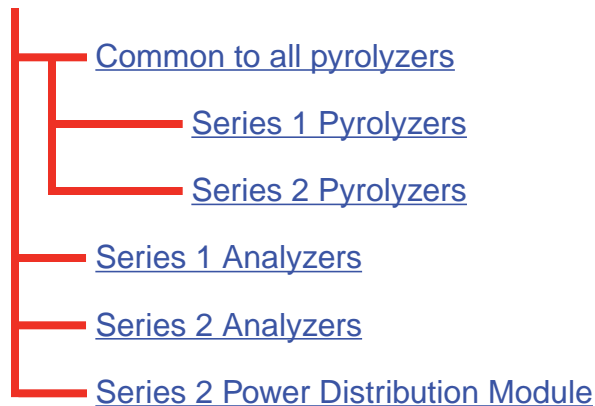 Common to all pyrolyzers
Series 1 Pyrolyzers
Series 2 Pyrolyzers
Series 1 Analyzers
Series 2 Analyzers
Series 2 Power Distribution Module